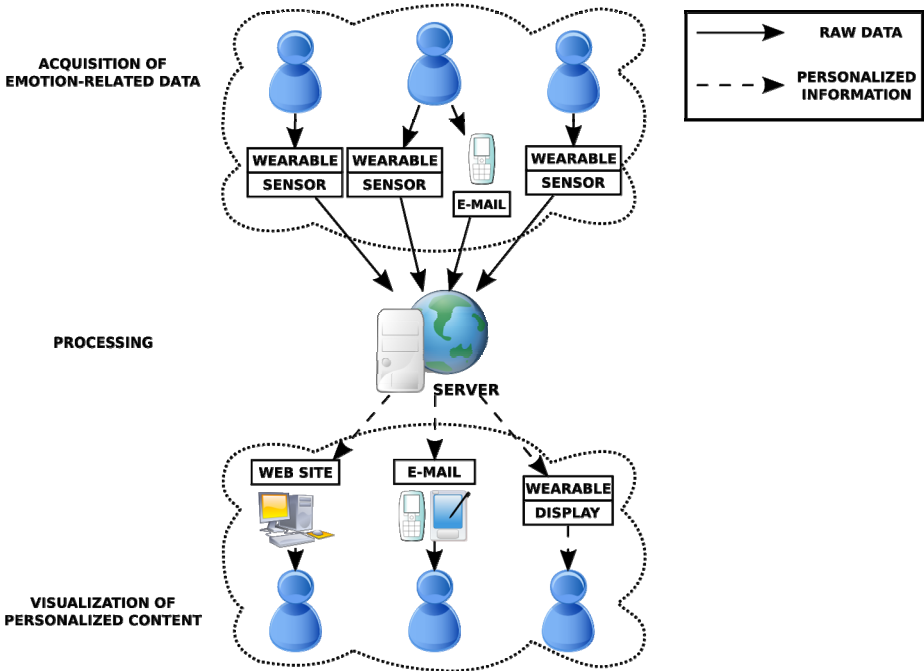 ACQUISITION OF
EMOTION-RELATED DATA
RAW DATA
PERSONALIZED
INFORMATION
WEARABLE
SENSOR
WEARABLE
SENSOR
E-MAIL
WEARABLE
SENSOR
PROCESSING
SERVER
WEB SITE
E-MAIL
WEARABLE
DISPLAY
VISUALIZATION OF
PERSONALIZED CONTENT